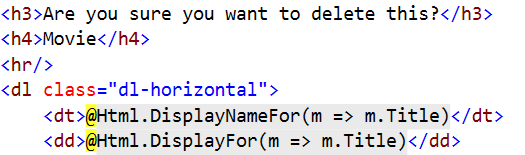 <h3>Are you sure you want to delete this?</h3>
<h4>Movie</h4>
<hr/>
<dl class="dl-horizontal">
    <dt>@Html.DisplayNameFor(m => m.Title)</dt>
    <dd>@Html.DisplayFor(m => m.Title)</dd>